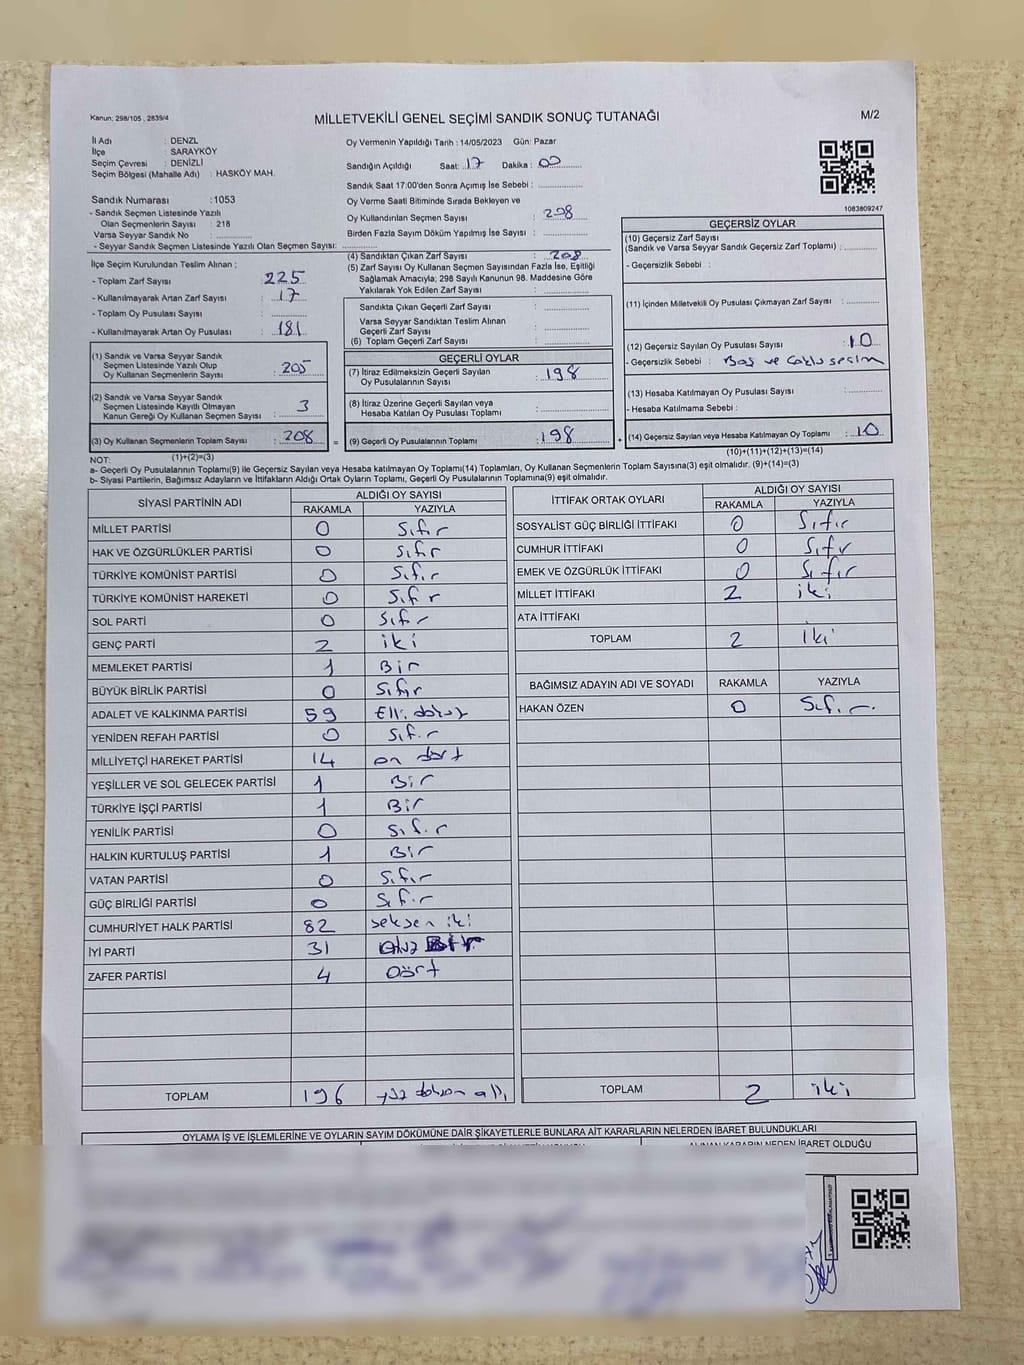 Kanun; 298/105 , 2839/4
MİLLETVEKİLİ GENEL SEÇİMİ SANDIK SONUÇ TUTANAĞI
M/2
İl Adı : DENZL
İlçe : SARAYKÖY
Seçim Çevresi : DENİZLİ
Seçim Bölgesi (Mahalle Adı) : HASKÖY MAH.
Sandık Numarası :1053
- Sandık Seçmen Listesinde Yazılı
Olan Seçmenlerin Sayısı : 218
Varsa Seyyar Sandık No :
- Seyyar Sandık Seçmen Listesinde Yazılı Olan Seçmen Sayısı:
Oy Vermenin Yapıldığı Tarih : 14/05/2023 Gün: Pazar
Sandığın Açıldığı Saat: 17 Dakika : 00
Sandık Saat 17:00'den Sonra Açımış İse Sebebi :
Oy Verme Saati Bitiminde Sırada Bekleyen ve
Oy Kullandırılan Seçmen Sayısı : 208
Birden Fazla Sayım Döküm Yapılmış İse Sayısı :
1083809247
İlçe Seçim Kurulundan Teslim Alınan ;
- Toplam Zarf Sayısı : 225
- Kullanılmayarak Artan Zarf Sayısı : 17
- Toplam Oy Pusulası Sayısı :
- Kullanılmayarak Artan Oy Pusulası : 181
(1) Sandık ve Varsa Seyyar Sandık
Seçmen Listesinde Yazılı Olup
Oy Kullanan Seçmenlerin Sayısı : 205
(2) Sandık ve Varsa Seyyar Sandık
Seçmen Listesinde Kayıtlı Olmayan
Kanun Gereği Oy Kullanan Seçmen Sayısı : 3
(3) Oy Kullanan Seçmenlerin Toplam Sayısı : 208
(1)+(2)=(3)
(4) Sandıktan Çıkan Zarf Sayısı : 208
(5) Zarf Sayısı Oy Kullanan Seçmen Sayısından Fazla İse, Eşitliği
Sağlamak Amacıyla; 298 Sayılı Kanunun 98. Maddesine Göre
Yakılarak Yok Edilen Zarf Sayısı :
Sandıkta Çıkan Geçerli Zarf Sayısı :
Varsa Seyyar Sandıktan Teslim Alınan
Geçerli Zarf Sayısı :
(6) Toplam Geçerli Zarf Sayısı :
GEÇERLİ OYLAR
(7) İtiraz Edilmeksizin Geçerli Sayılan
Oy Pusulalarının Sayısı : 198
(8) İtiraz Üzerine Geçerli Sayılan veya
Hesaba Katılan Oy Pusulası Toplamı :
= (9) Geçerli Oy Pusulalarının Toplamı : 198
GEÇERSİZ OYLAR
(10) Geçersiz Zarf Sayısı
(Sandık ve Varsa Seyyar Sandık Geçersiz Zarf Toplamı) :
- Geçersizlik Sebebi :
(11) İçinden Milletvekili Oy Pusulası Çıkmayan Zarf Sayısı :
(12) Geçersiz Sayılan Oy Pusulası Sayısı : 10
- Geçersizlik Sebebi : Boş ve Çoklu seçim
(13) Hesaba Katılmayan Oy Pusulası Sayısı :
- Hesaba Katılmama Sebebi :
+ (14) Geçersiz Sayılan veya Hesaba Katılmayan Oy Toplamı : 10
(10)+(11)+(12)+(13)=(14)
NOT:
a- Geçerli Oy Pusulalarının Toplamı(9) ile Geçersiz Sayılan veya Hesaba katılmayan Oy Toplamı(14) Toplamları, Oy Kullanan Seçmenlerin Toplam Sayısına(3) eşit olmalıdır. (9)+(14)=(3)
b- Siyasi Partilerin, Bağımsız Adayların ve İttifakların Aldığı Ortak Oyların Toplamı, Geçerli Oy Pusulalarının Toplamına(9) eşit olmalıdır.
SİYASİ PARTİNİN ADI ALDIĞI OY SAYISI
RAKAMLA YAZIYLA
MİLLET PARTİSİ 0 Sıfır
HAK VE ÖZGÜRLÜKLER PARTİSİ 0 Sıfır
TÜRKİYE KOMÜNİST PARTİSİ 0 Sıfır
TÜRKİYE KOMÜNİST HAREKETİ 0 Sıfır
SOL PARTİ 0 Sıfır
GENÇ PARTİ 2 iki
MEMLEKET PARTİSİ 1 Bir
BÜYÜK BİRLİK PARTİSİ 0 Sıfır
ADALET VE KALKINMA PARTİSİ 59 Elli dokuz
YENİDEN REFAH PARTİSİ 0 Sıfır
MİLLİYETÇİ HAREKET PARTİSİ 14 on dört
YEŞİLLER VE SOL GELECEK PARTİSİ 1 Bir
TÜRKİYE İŞÇİ PARTİSİ 1 Bir
YENİLİK PARTİSİ 0 Sıfır
HALKIN KURTULUŞ PARTİSİ 1 Bir
VATAN PARTİSİ 0 Sıfır
GÜÇ BİRLİĞİ PARTİSİ 0 Sıfır
CUMHURİYET HALK PARTİSİ 82 seksen iki
İYİ PARTİ 31 Otuz Bir
ZAFER PARTİSİ 4 Dört
TOPLAM 196 yüz doksan altı
İTTİFAK ORTAK OYLARI ALDIĞI OY SAYISI
RAKAMLA YAZIYLA
SOSYALİST GÜÇ BİRLİĞİ İTTİFAKI 0 Sıfır
CUMHUR İTTİFAKI 0 Sıfır
EMEK VE ÖZGÜRLÜK İTTİFAKI 0 Sıfır
MİLLET İTTİFAKI 2 iki
ATA İTTİFAKI
TOPLAM 2 iki
BAĞIMSIZ ADAYIN ADI VE SOYADI RAKAMLA YAZIYLA
HAKAN ÖZEN 0 Sıfır
TOPLAM 2 iki
OYLAMA İŞ VE İŞLEMLERİNE VE OYLARIN SAYIM DÖKÜMÜNE DAİR ŞİKAYETLERLE BUNLARA AİT KARARLARIN NELERDEN İBARET BULUNDUKLARI
ALINAN KARARIN NEDEN İBARET OLDUĞU